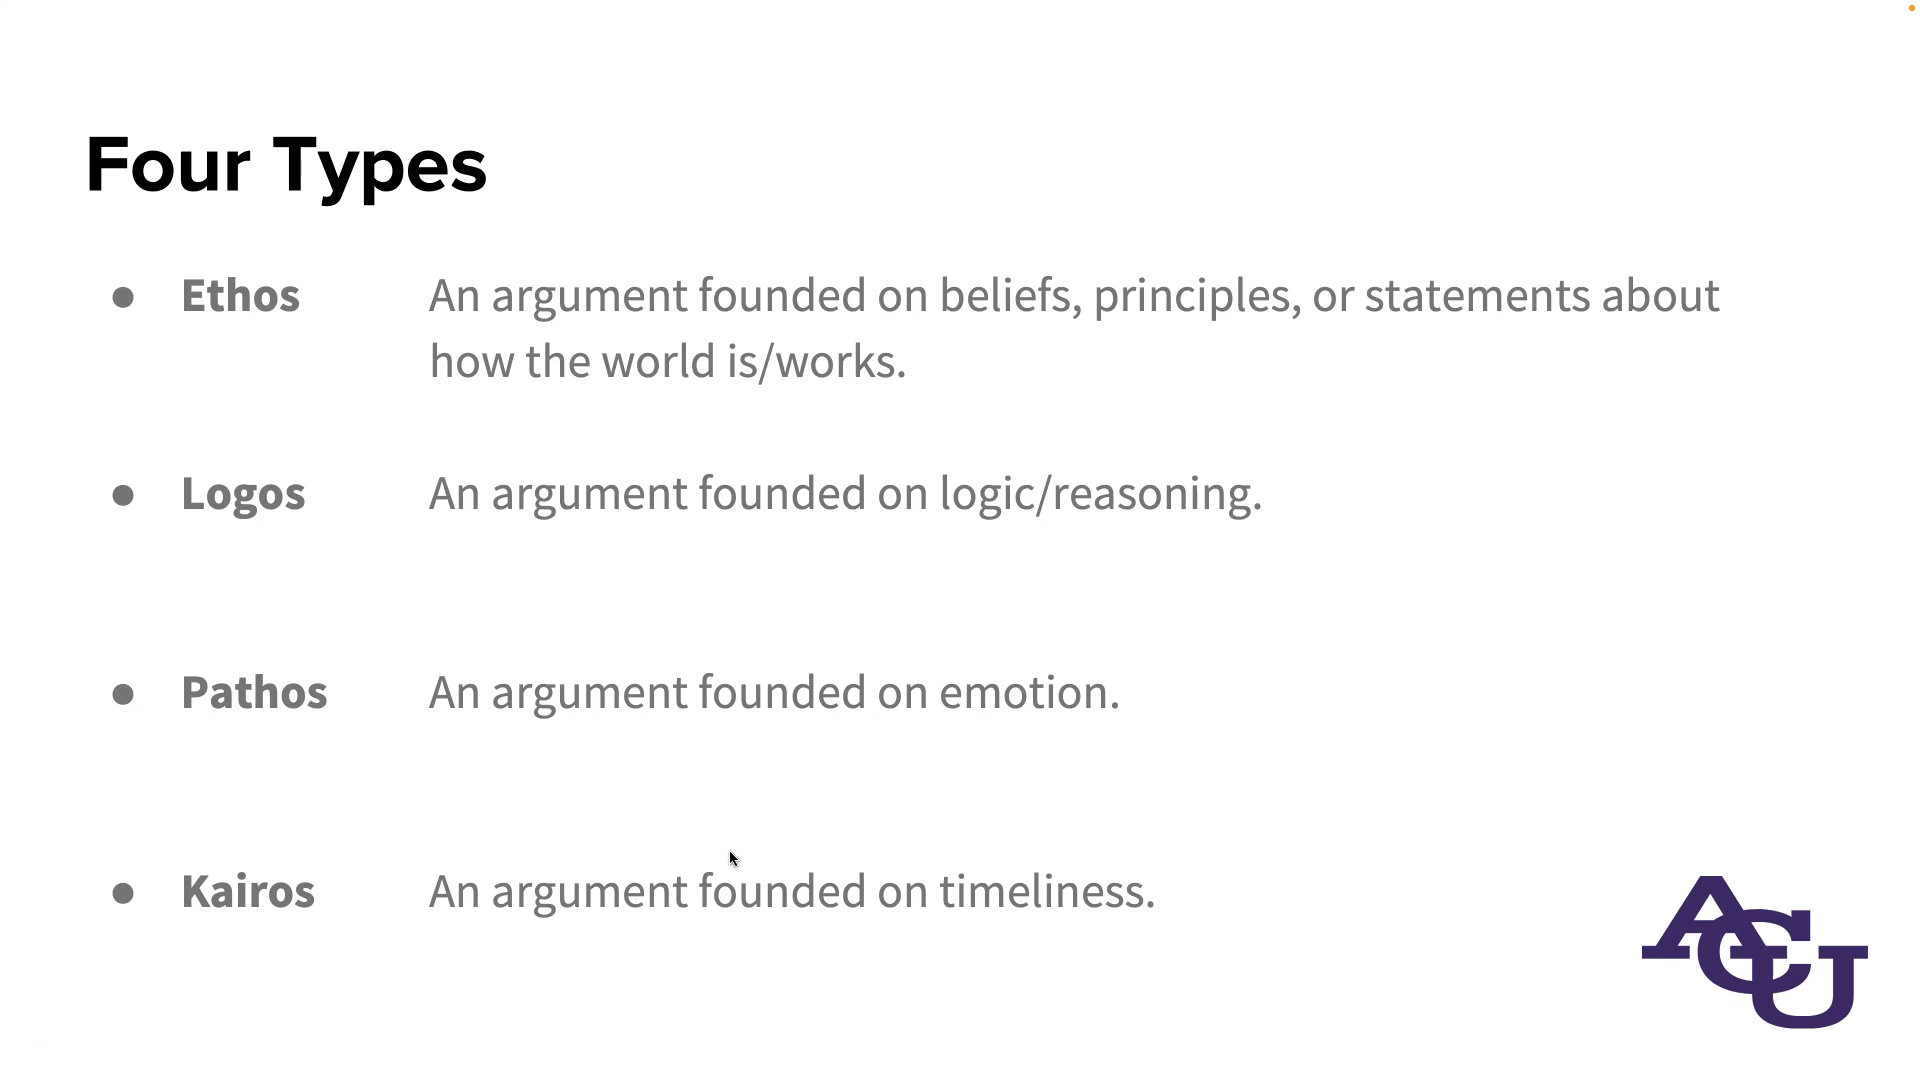 Four Types
● Ethos An argument founded on beliefs, principles, or statements about
how the world is/works.
● Logos An argument founded on logic/reasoning.
● Pathos An argument founded on emotion.
● Kairos An argument founded on timeliness.
ACU